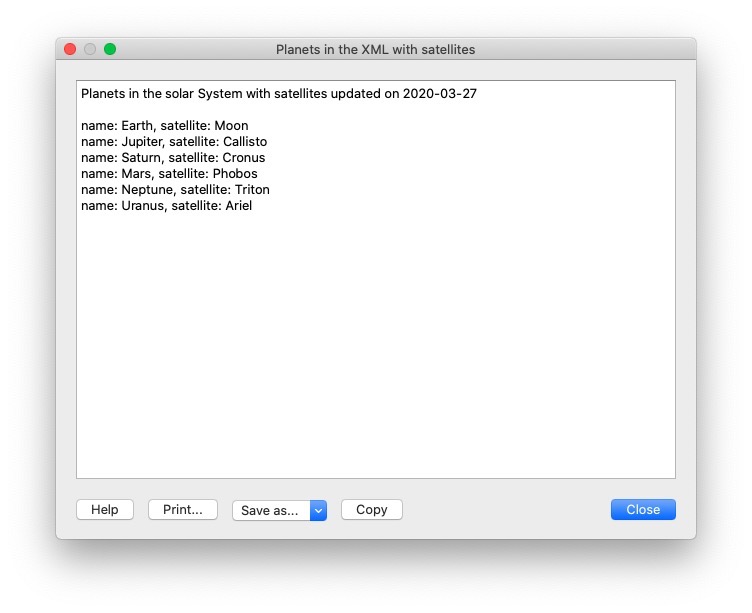 Planets in the XML with satellites
Planets in the solar System with satellites updated on 2020-03-27
name: Earth, satellite: Moon
name: Jupiter, satellite: Callisto
name: Saturn, satellite: Cronus
name: Mars, satellite: Phobos
name: Neptune, satellite: Triton
name: Uranus, satellite: Ariel
Help Print... Save as... Copy Close